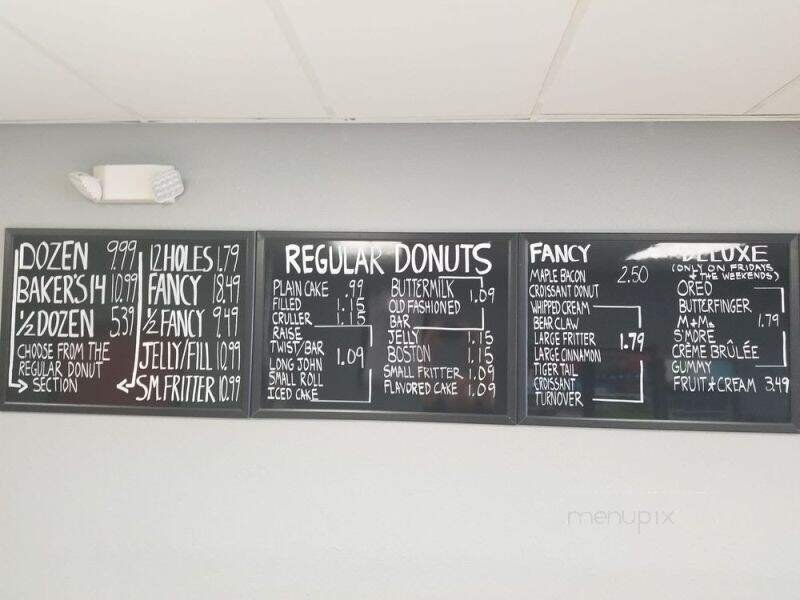 DOZEN 9.99
BAKER'S 14 10.99
1/2 DOZEN 5.39
CHOOSE FROM THE
REGULAR DONUT
SECTION
12 HOLES 1.79
FANCY 18.49
1/2 FANCY 9.49
JELLY/FILL 10.99
SM. FRITTER 10.99
REGULAR DONUTS
PLAIN CAKE .99
FILLED 1.15
CRULLER 1.15
RAISE
TWIST/BAR
1.09
LONG JOHN
SMALL ROLL
ICED CAKE
BUTTERMILK
1.09
OLD FASHIONED
BAR
JELLY 1.15
BOSTON 1.15
SMALL FRITTER 1.09
FLAVORED CAKE 1.09
FANCY
MAPLE BACON 2.50
CROISSANT DONUT
WHIPPED CREAM
BEAR CLAW
LARGE FRITTER 1.79
LARGE CINNAMON
TIGER TAIL
CROISSANT
TURNOVER
DELUXE
(ONLY ON FRIDAYS
+ THE WEEKENDS)
OREO
BUTTERFINGER
M+Ms 1.79
S'MORE
CRÈME BRÛLÉE
GUMMY
FRUIT + CREAM 3.49
menupix